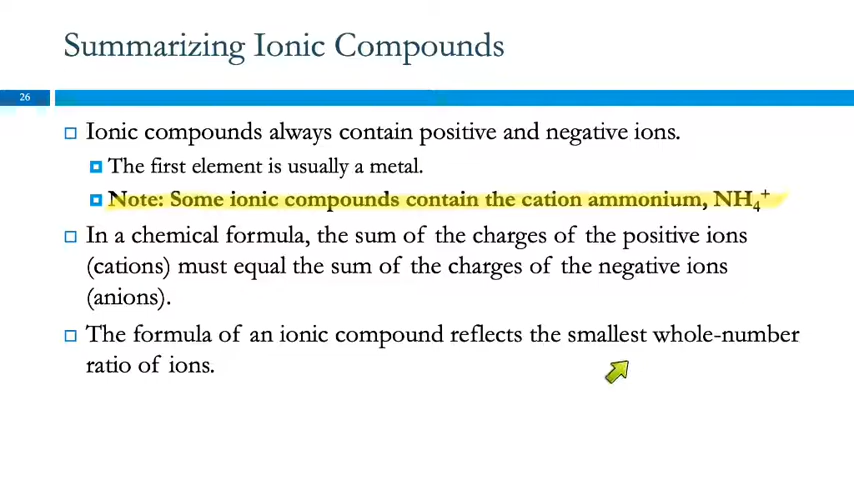 Summarizing Ionic Compounds
26
Ionic compounds always contain positive and negative ions.
The first element is usually a metal.
Note: Some ionic compounds contain the cation ammonium, NH₄⁺
In a chemical formula, the sum of the charges of the positive ions
(cations) must equal the sum of the charges of the negative ions
(anions).
The formula of an ionic compound reflects the smallest whole-number
ratio of ions.